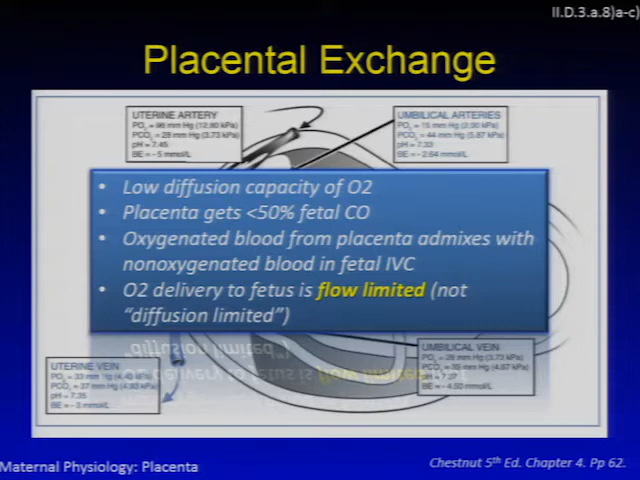 II.D.3.a.8)a-c)
Placental Exchange
UTERINE ARTERY
PO₂ = 96 mm Hg (12.80 kPa)
PCO₂ = 28 mm Hg (3.73 kPa)
pH = 7.45
BE = - 5 mmol/L
UMBILICAL ARTERIES
PO₂ = 15 mm Hg (2.00 kPa)
PCO₂ = 44 mm Hg (5.87 kPa)
pH = 7.33
BE = - 2.64 mmol/L
• Low diffusion capacity of O2
• Placenta gets <50% fetal CO
• Oxygenated blood from placenta admixes with
nonoxygenated blood in fetal IVC
• O2 delivery to fetus is flow limited (not
“diffusion limited”)
UTERINE VEIN
PO₂ = 33 mm Hg (4.40 kPa)
PCO₂ = 37 mm Hg (4.93 kPa)
pH = 7.35
BE = - 3 mmol/L
UMBILICAL VEIN
PO₂ = 28 mm Hg (3.73 kPa)
PCO₂ = 35 mm Hg (4.67 kPa)
pH = 7.37
BE = - 4.50 mmol/L
Maternal Physiology: Placenta
Chestnut 5th Ed. Chapter 4. Pp 62.